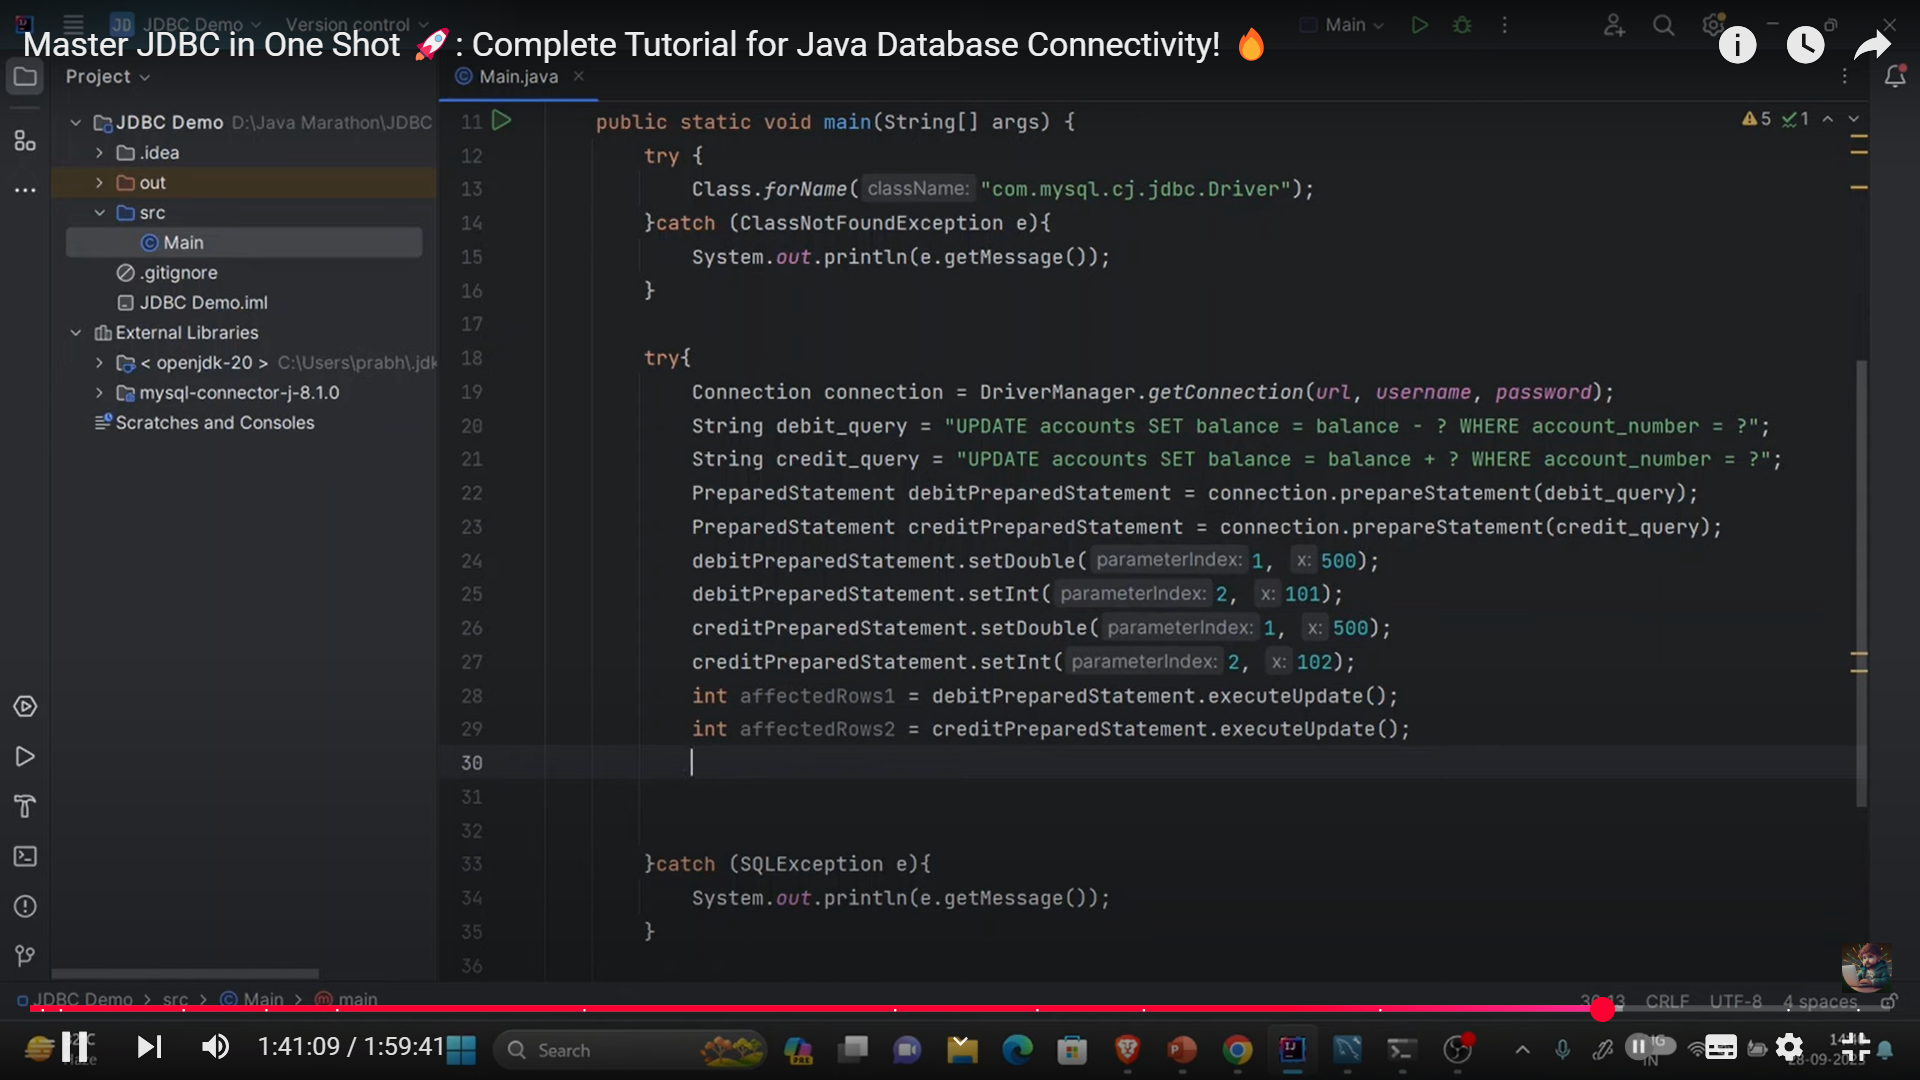 JD JDBC Demo Version control Main
Master JDBC in One Shot 🚀 : Complete Tutorial for Java Database Connectivity! 🔥
Project
Main.java
JDBC Demo D:\Java Marathon\JDBC
.idea
out
src
Main
.gitignore
JDBC Demo.iml
External Libraries
< openjdk-20 > C:\Users\prabh\.jdk
mysql-connector-j-8.1.0
Scratches and Consoles
5 1
11 public static void main(String[] args) {
12 try {
13 Class.forName( className: "com.mysql.cj.jdbc.Driver");
14 }catch (ClassNotFoundException e){
15 System.out.println(e.getMessage());
16 }
17
18 try{
19 Connection connection = DriverManager.getConnection(url, username, password);
20 String debit_query = "UPDATE accounts SET balance = balance - ? WHERE account_number = ?";
21 String credit_query = "UPDATE accounts SET balance = balance + ? WHERE account_number = ?";
22 PreparedStatement debitPreparedStatement = connection.prepareStatement(debit_query);
23 PreparedStatement creditPreparedStatement = connection.prepareStatement(credit_query);
24 debitPreparedStatement.setDouble( parameterIndex: 1, x: 500);
25 debitPreparedStatement.setInt( parameterIndex: 2, x: 101);
26 creditPreparedStatement.setDouble( parameterIndex: 1, x: 500);
27 creditPreparedStatement.setInt( parameterIndex: 2, x: 102);
28 int affectedRows1 = debitPreparedStatement.executeUpdate();
29 int affectedRows2 = creditPreparedStatement.executeUpdate();
30
31
32
33 }catch (SQLException e){
34 System.out.println(e.getMessage());
35 }
36
JDBC Demo > src > Main > main
30:13 CRLF UTF-8 4 spaces
1:41:09 / 1:59:41
Search
PRE
IN